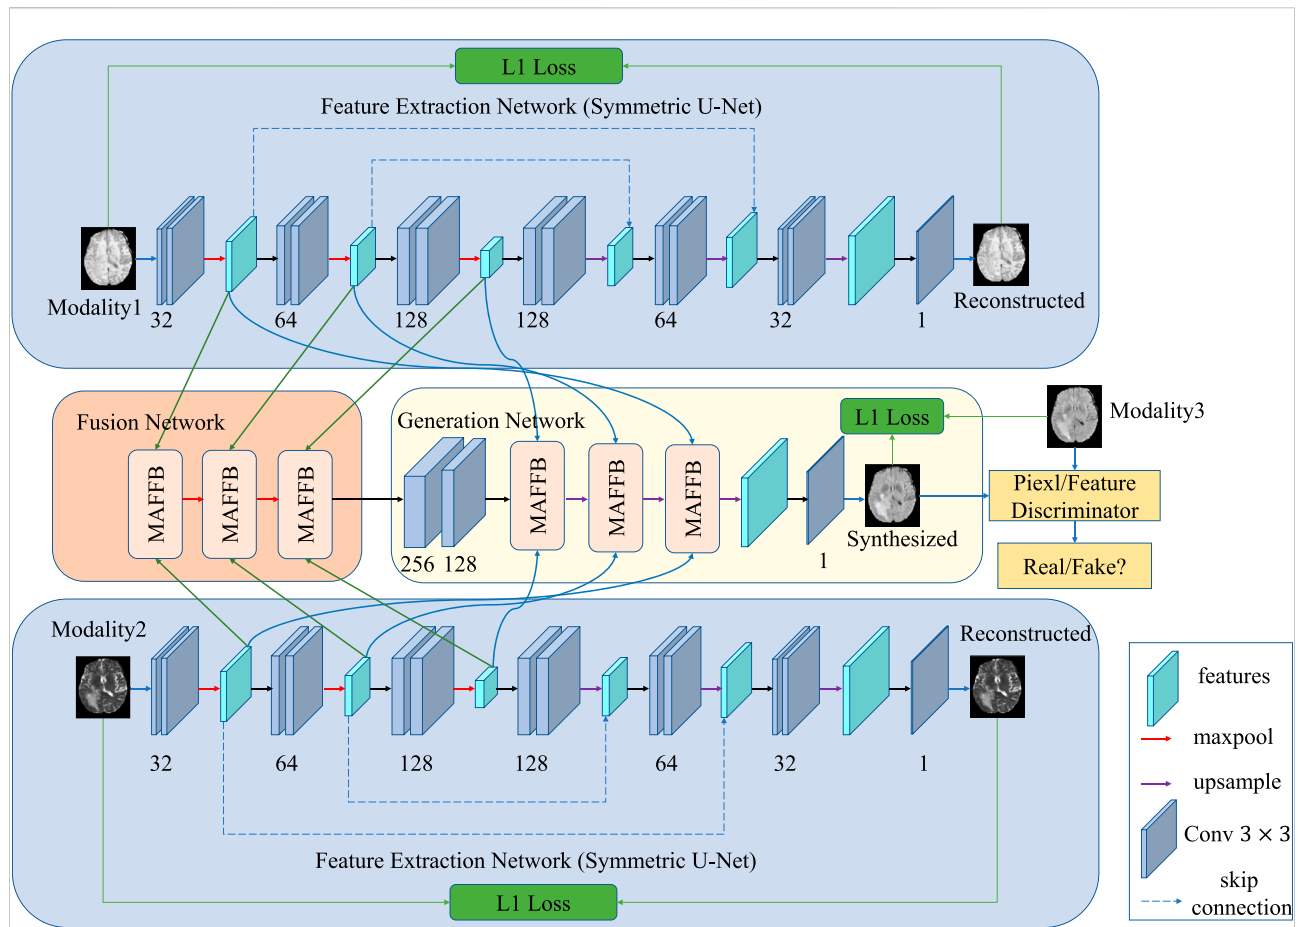 L1 Loss
Feature Extraction Network (Symmetric U-Net)
Modality1
Reconstructed
32
64
128
128
64
32
1
Fusion Network
MAFFB
MAFFB
MAFFB
Generation Network
256
128
MAFFB
MAFFB
MAFFB
1
L1 Loss
Synthesized
Modality3
Piexl/Feature
Discriminator
Real/Fake?
Modality2
Reconstructed
32
64
128
128
64
32
1
Feature Extraction Network (Symmetric U-Net)
L1 Loss
features
maxpool
upsample
Conv 3 × 3
skip
connection